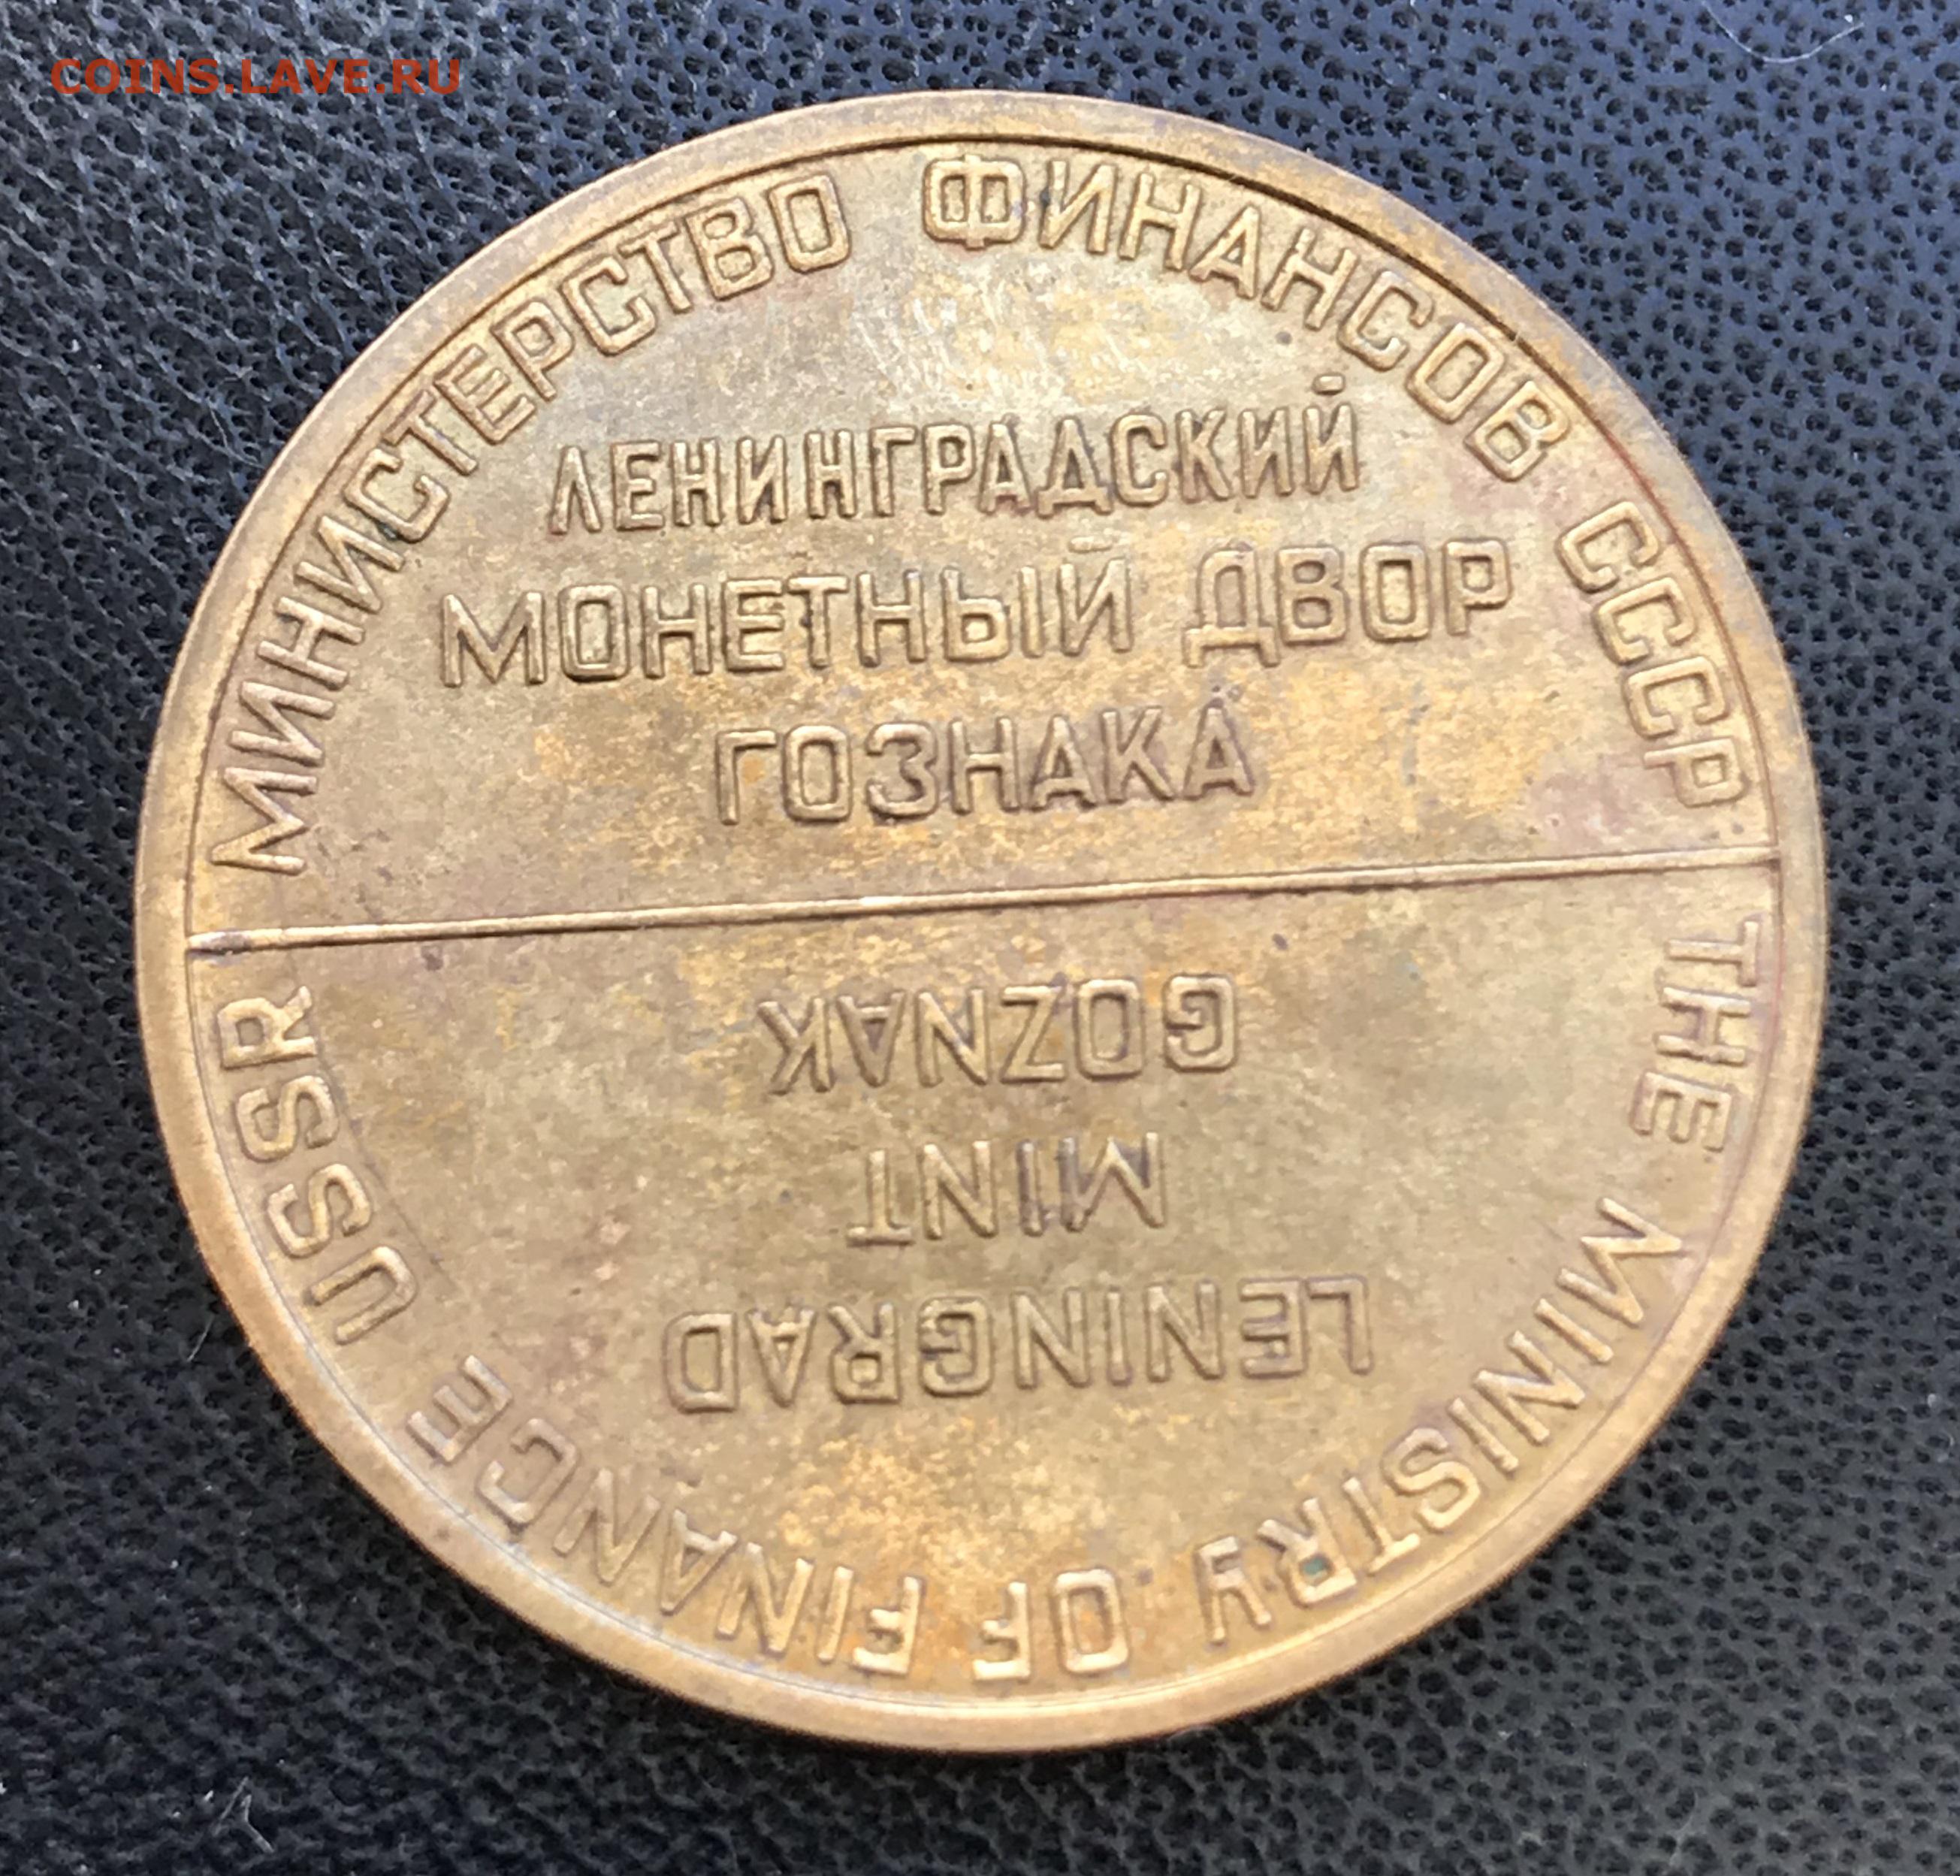 COINS.LAVE.RU
МИНИСТЕРСТВО ФИНАНСОВ СССР
ЛЕНИНГРАДСКИЙ
МОНЕТНЫЙ ДВОР
ГОЗНАКА
THE MINISTRY OF FINANCE USSR
LENINGRAD
MINT
GOZNAK